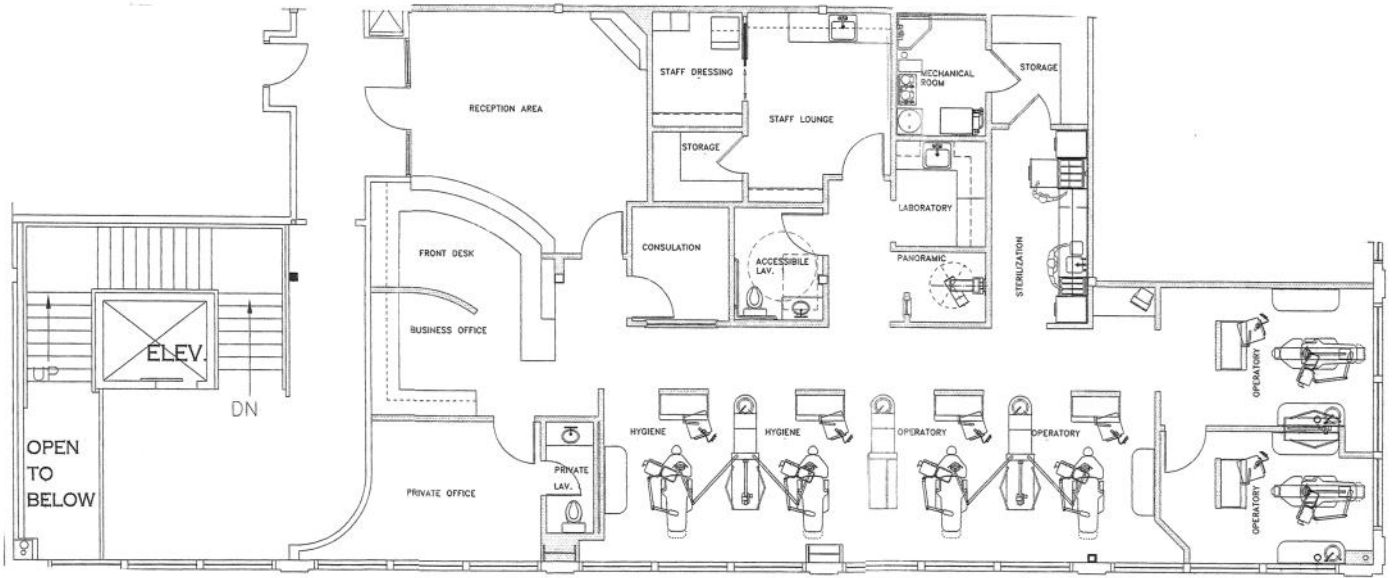 STAFF DRESSING
RECEPTION AREA
STAFF LOUNGE
STORAGE
MECHANICAL
ROOM
STORAGE
LABORATORY
CONSULATION
FRONT DESK
ACCESSIBILE
LAV.
PANORAMIC
STERILIZATION
BUSINESS OFFICE
ELEV.
UP
DN
OPEN
TO
BELOW
HYGIENE
HYGIENE
OPERATORY
OPERATORY
OPERATORY
OPERATORY
PRIVATE OFFICE
PRIVATE
LAV.